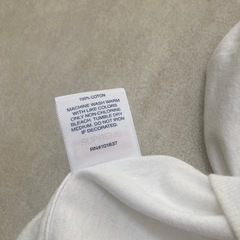 100% COTTON
MACHINE WASH WARM
WITH LIKE COLORS
ONLY NON-CHLORINE
BLEACH. TUMBLE DRY
MEDIUM. DO NOT IRON
IF DECORATED.
RN#101837